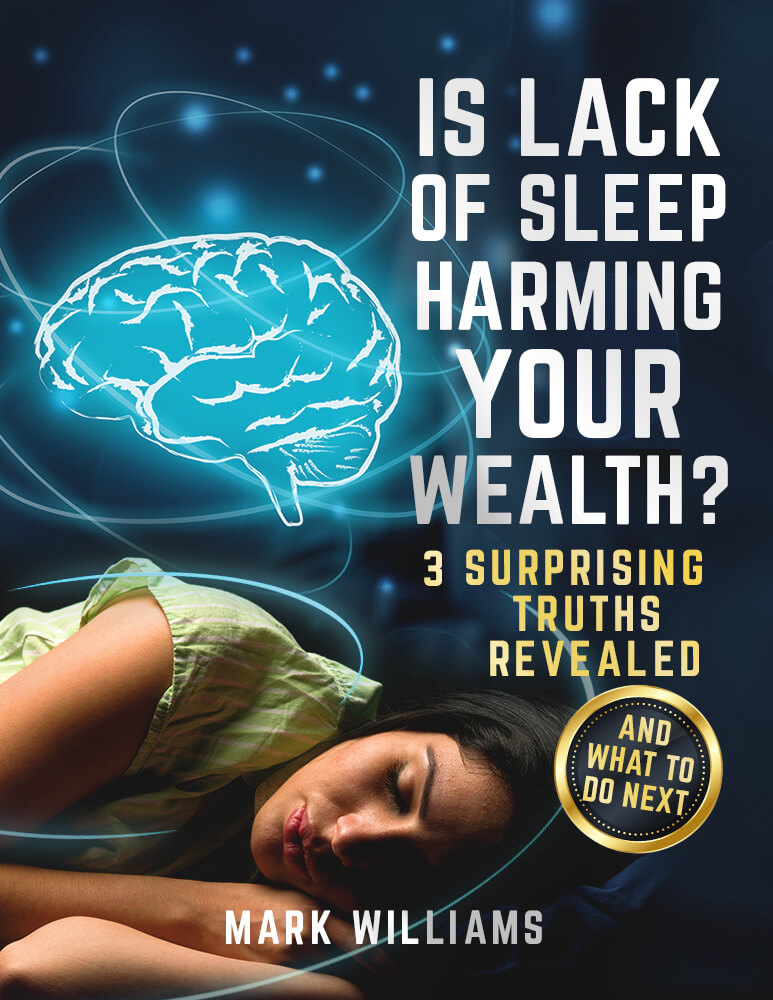 IS LACK
OF SLEEP
HARMING
YOUR
WEALTH?
3 SURPRISING
TRUTHS
REVEALED
AND
WHAT TO
DO NEXT
MARK WILLIAMS